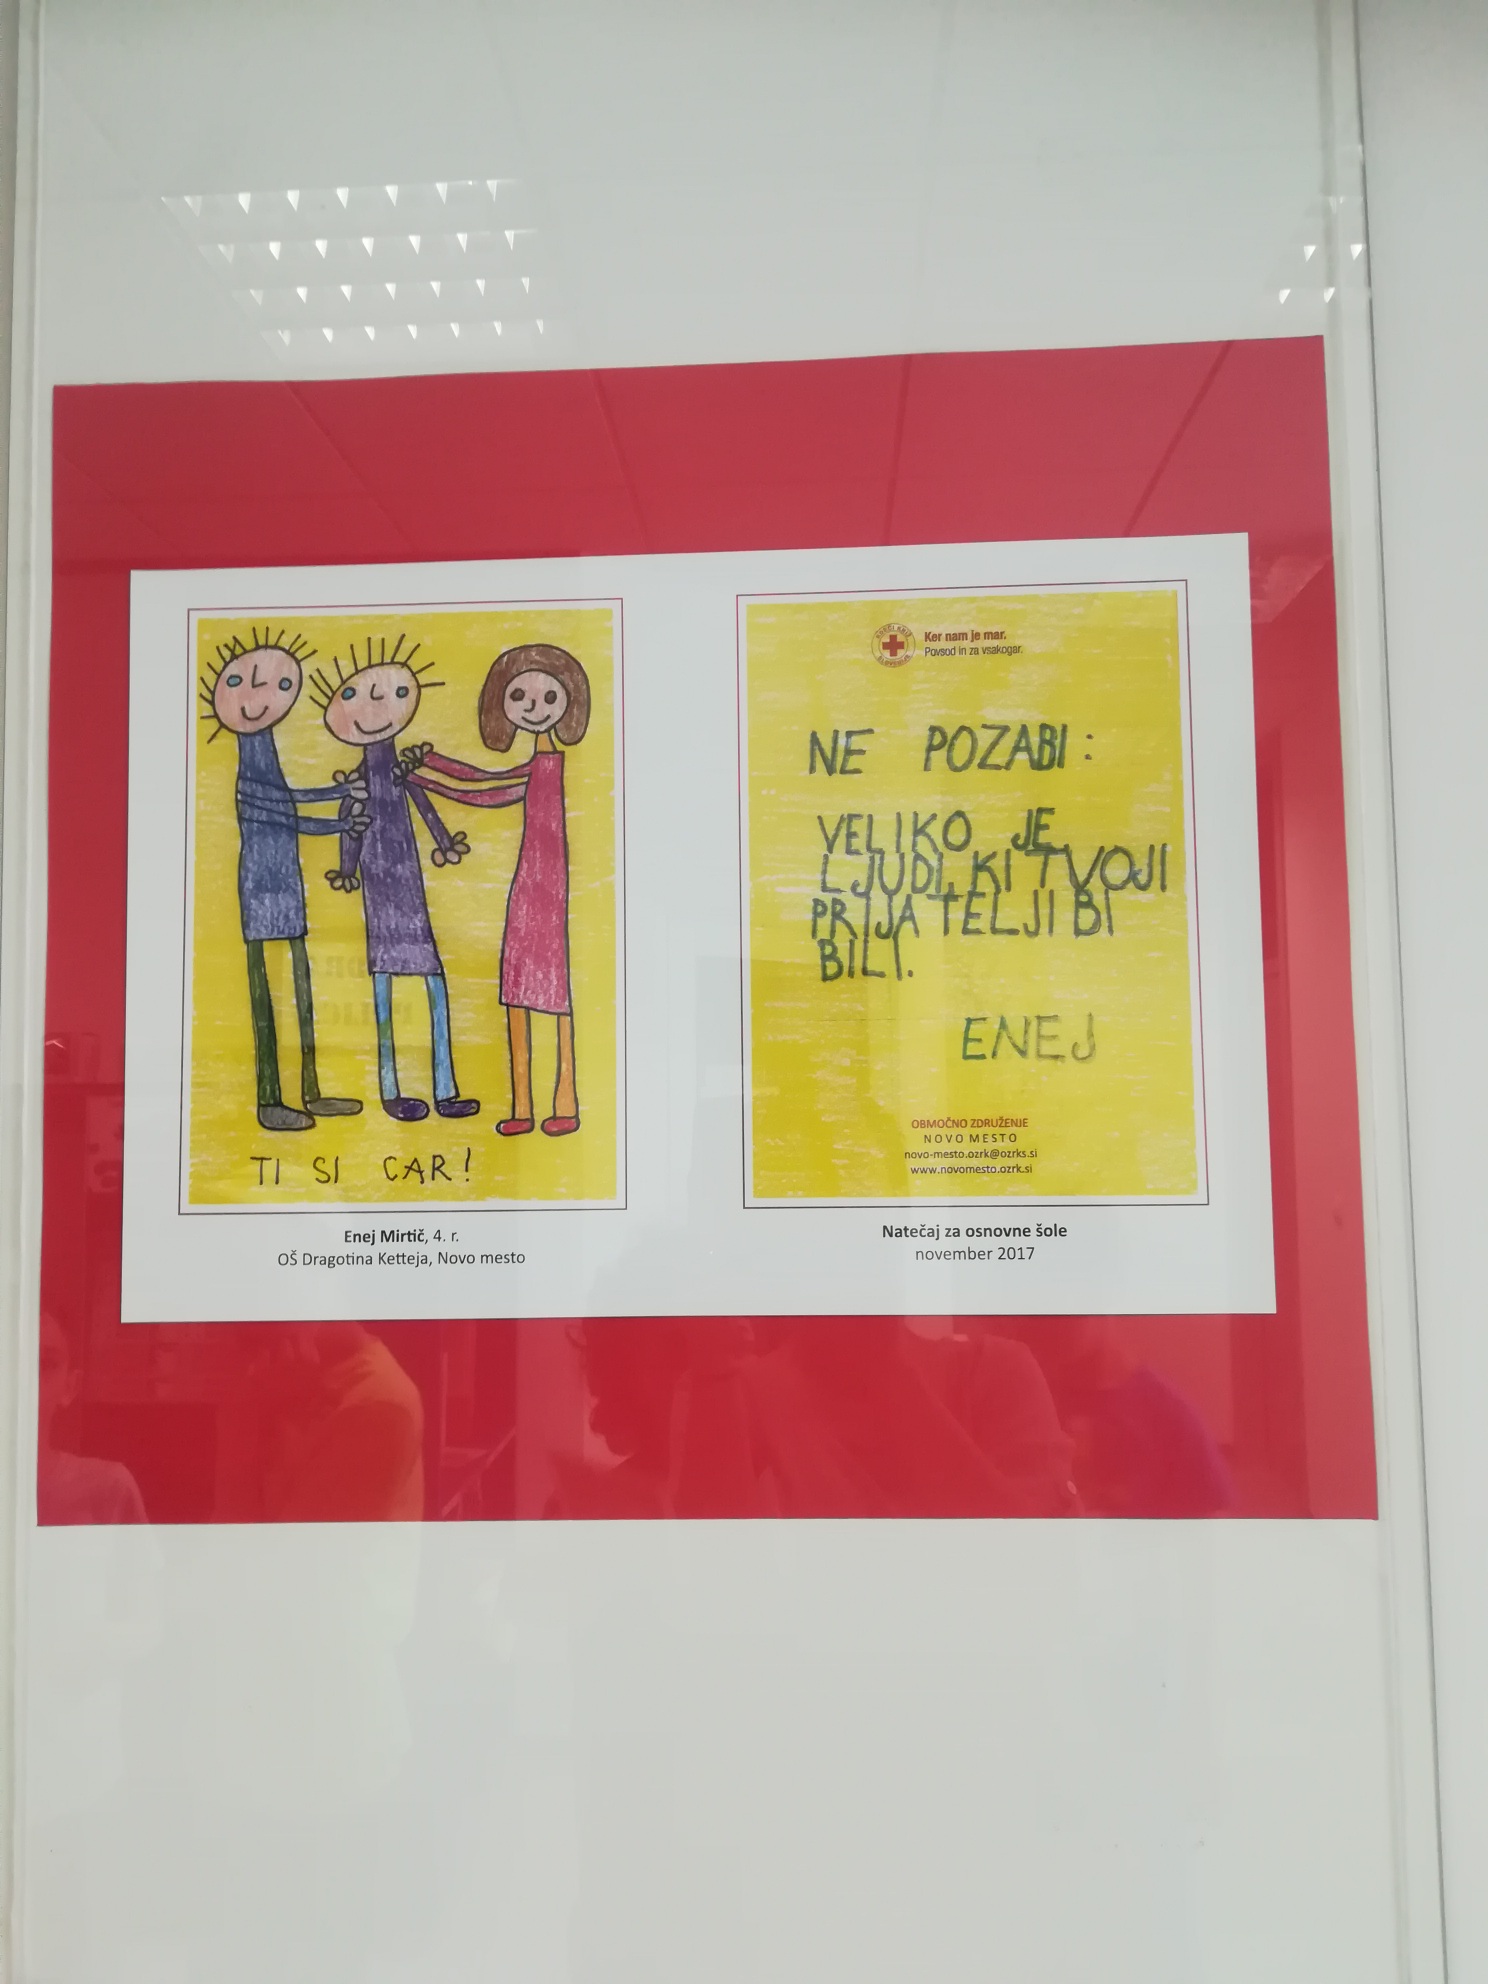 TI SI CAR!
Enej Mirtič, 4. r.
OŠ Dragotina Ketteja, Novo mesto
Ker nam je mar.
Povsod in za vsakogar.
NE POZABI:
VELIKO JE
LJUDI, KI TVOJI
PRIJATELJI BI
BILI.
ENEJ
OBMOČNO ZDRUŽENJE
NOVO MESTO
novo-mesto.ozrk@ozrks.si
www.novomesto.ozrk.si
Natečaj za osnovne šole
november 2017